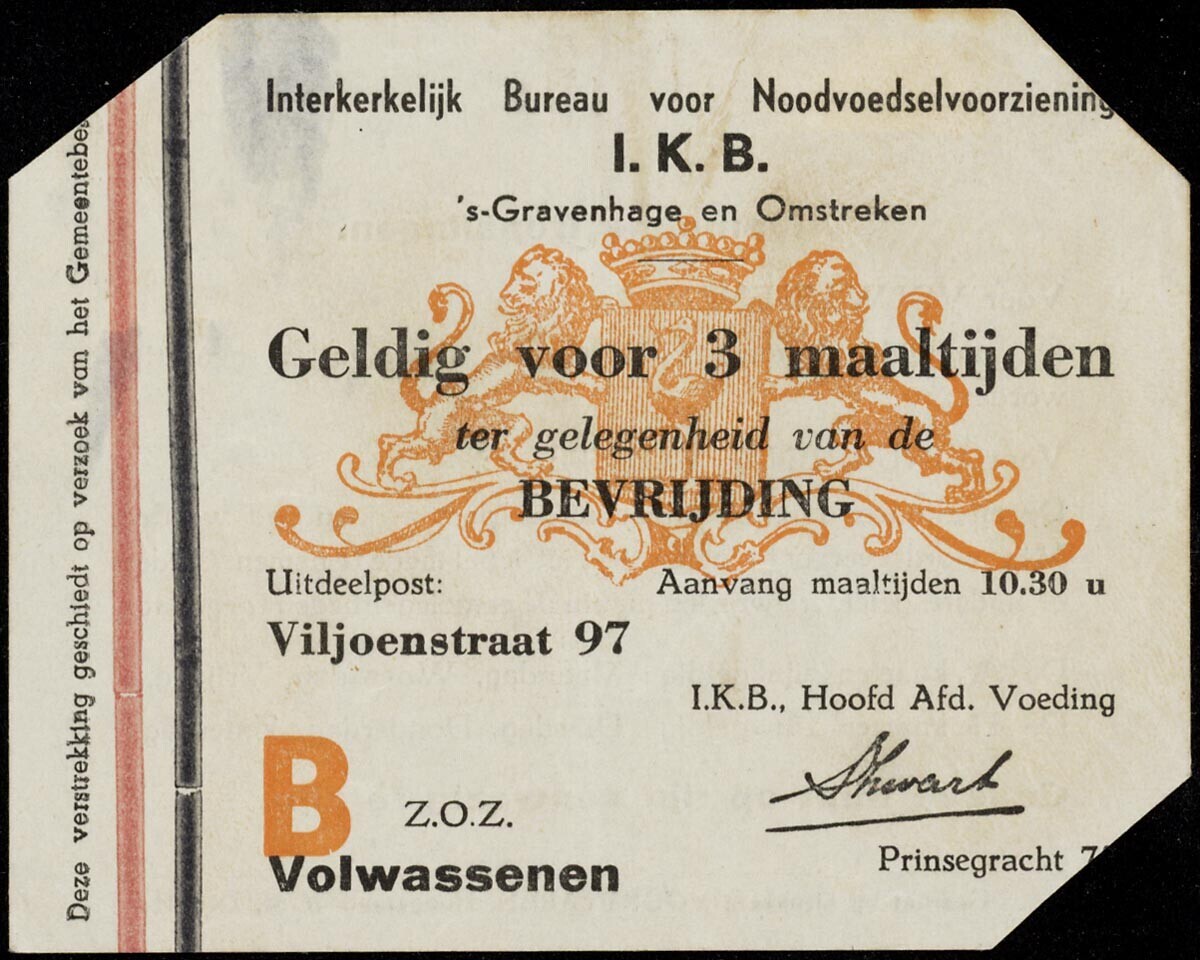 Interkerkelijk Bureau voor Noodvoedselvoorziening
I. K. B.
's-Gravenhage en Omstreken
Geldig voor 3 maaltijden
ter gelegenheid van de
BEVRIJDING
Uitdeelpost: Aanvang maaltijden 10.30 u
Viljoenstraat 97
I.K.B., Hoofd Afd. Voeding
B
Z.O.Z.
Volwassenen
Prinsegracht
Deze verstrekking geschiedt op verzoek van het